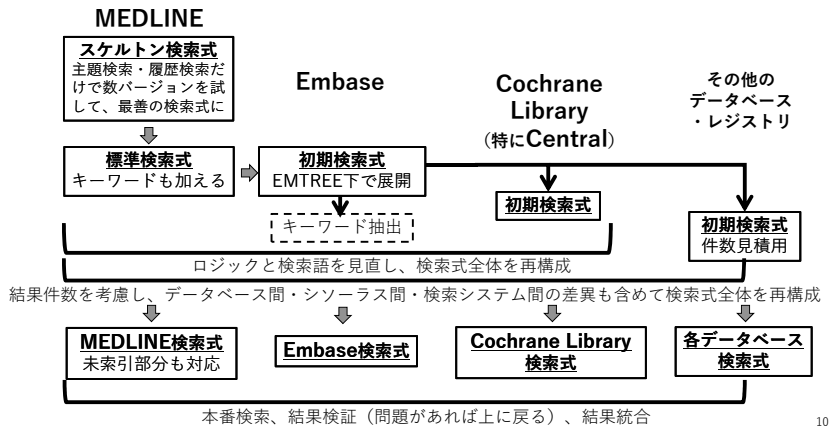 MEDLINE
スケルトン検索式
主題検索・履歴検索だ
けで数バージョンを試
して、最善の検索式に
Embase
Cochrane
Library
（特にCentral）
その他の
データベース
・レジストリ
標準検索式
キーワードも加える
初期検索式
EMTREE下で展開
キーワード抽出
初期検索式
初期検索式
件数見積用
ロジックと検索語を見直し、検索式全体を再構成
結果件数を考慮し、データベース間・シソーラス間・検索システム間の差異も含めて検索式全体を再構成
MEDLINE検索式
未索引部分も対応
Embase検索式
Cochrane Library
検索式
各データベース
検索式
本番検索、結果検証（問題があれば上に戻る）、結果統合
10